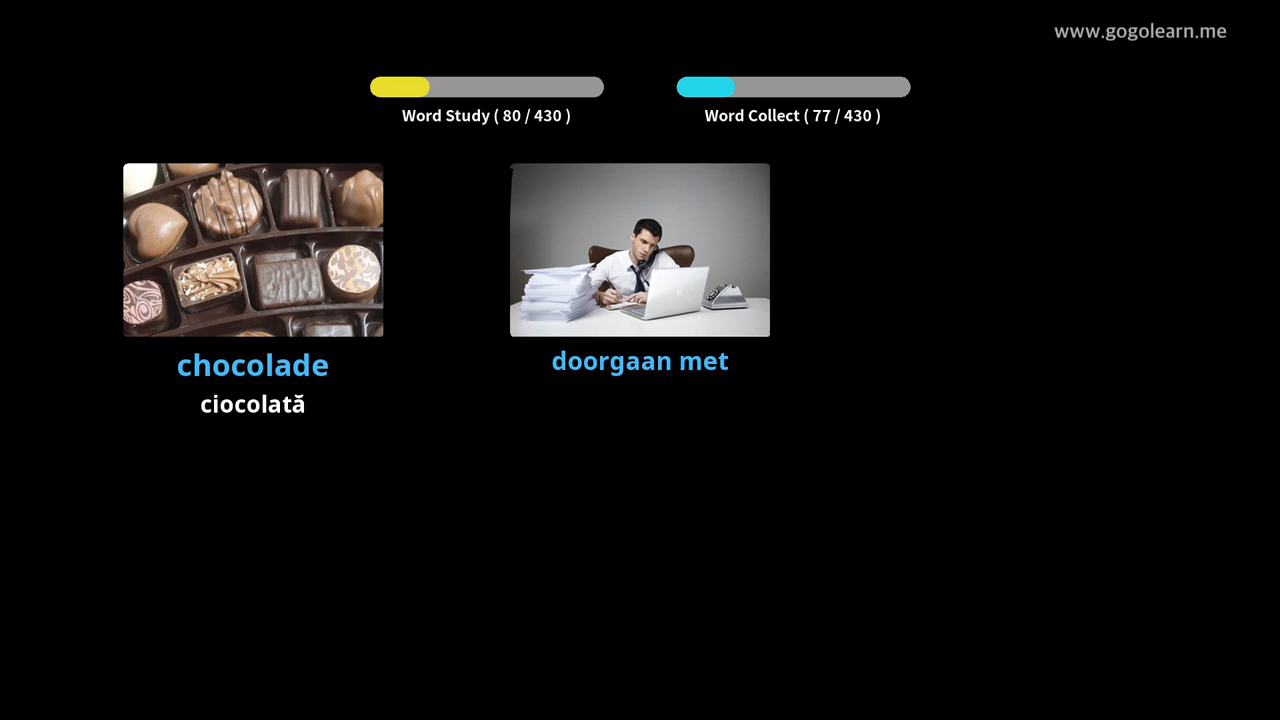 www.gogolearn.me
Word Study ( 80 / 430 )
Word Collect ( 77 / 430 )
chocolade
ciocolată
doorgaan met